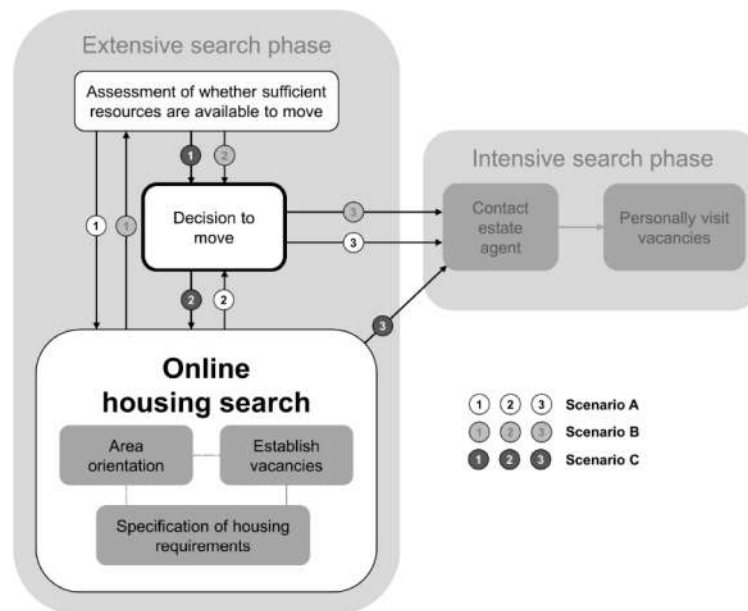 Extensive search phase
Assessment of whether sufficient
resources are available to move
1
2
Intensive search phase
Decision to
move
3
Contact
estate
agent
Personally visit
vacancies
1
1
3
2
2
3
Online
housing search
Area
orientation
Establish
vacancies
Specification of housing
requirements
1 2 3 Scenario A
1 2 3 Scenario B
1 2 3 Scenario C